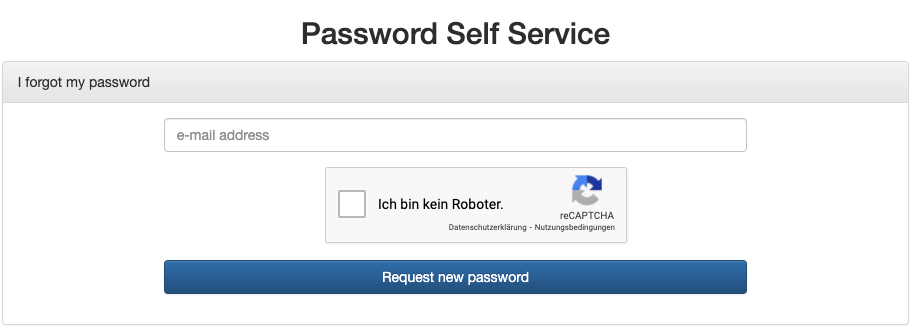 Password Self Service
I forgot my password
e-mail address
Ich bin kein Roboter.
reCAPTCHA
Datenschutzerklärung - Nutzungsbedingungen
Request new password